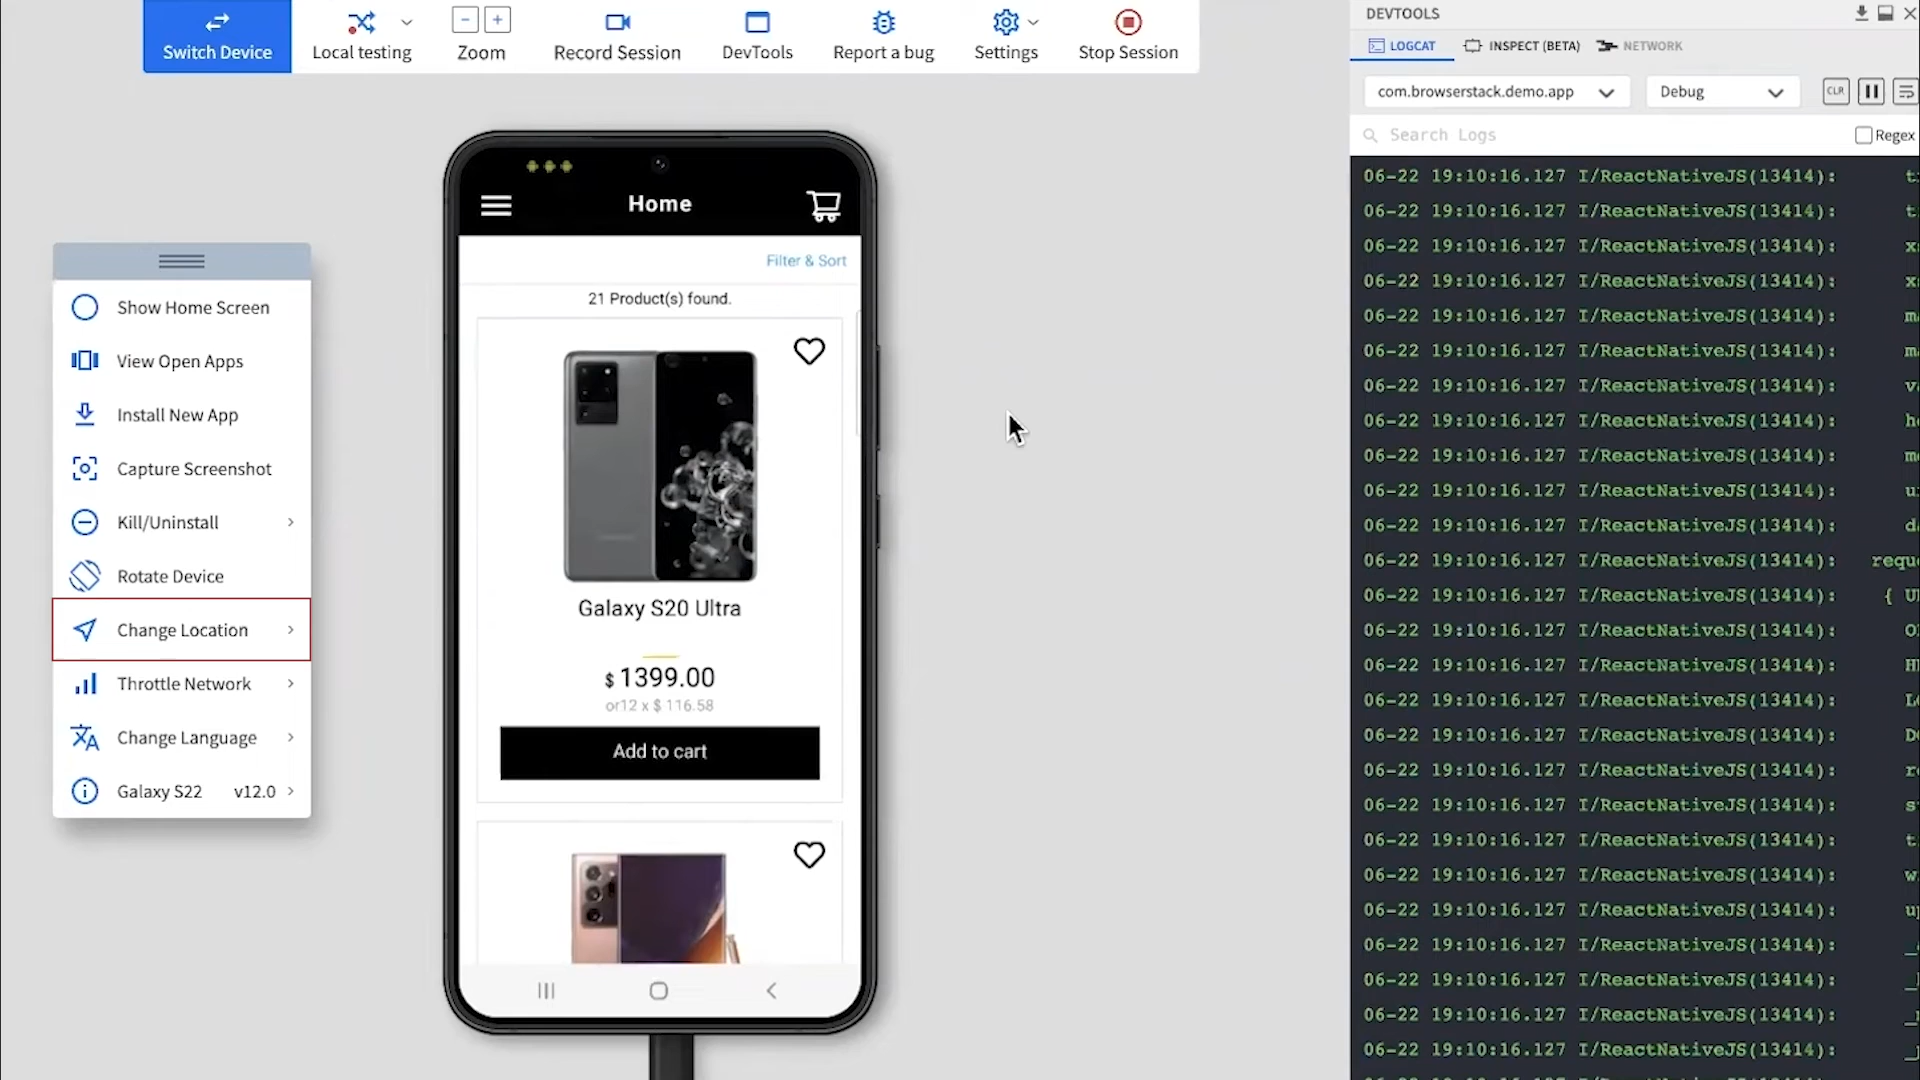 Switch Device
Local testing
Zoom
Record Session
DevTools
Report a bug
Settings
Stop Session
Show Home Screen
View Open Apps
Install New App
Capture Screenshot
Kill/Uninstall
Rotate Device
Change Location
Throttle Network
Change Language
Galaxy S22 v12.0
Home
Filter & Sort
21 Product(s) found.
Galaxy S20 Ultra
$ 1399.00
or12 x $ 116.58
Add to cart
DEVTOOLS
LOGCAT INSPECT (BETA) NETWORK
com.browserstack.demo.app Debug CLR
Search Logs Regex
06-22 19:10:16.127 I/ReactNativeJS(13414):
06-22 19:10:16.127 I/ReactNativeJS(13414):
06-22 19:10:16.127 I/ReactNativeJS(13414):
06-22 19:10:16.127 I/ReactNativeJS(13414):
06-22 19:10:16.127 I/ReactNativeJS(13414):
06-22 19:10:16.127 I/ReactNativeJS(13414):
06-22 19:10:16.127 I/ReactNativeJS(13414):
06-22 19:10:16.127 I/ReactNativeJS(13414):
06-22 19:10:16.127 I/ReactNativeJS(13414):
06-22 19:10:16.127 I/ReactNativeJS(13414):
06-22 19:10:16.127 I/ReactNativeJS(13414):
06-22 19:10:16.127 I/ReactNativeJS(13414):
06-22 19:10:16.127 I/ReactNativeJS(13414): {
06-22 19:10:16.127 I/ReactNativeJS(13414):
06-22 19:10:16.127 I/ReactNativeJS(13414):
06-22 19:10:16.127 I/ReactNativeJS(13414):
06-22 19:10:16.127 I/ReactNativeJS(13414):
06-22 19:10:16.127 I/ReactNativeJS(13414):
06-22 19:10:16.127 I/ReactNativeJS(13414):
06-22 19:10:16.127 I/ReactNativeJS(13414):
06-22 19:10:16.127 I/ReactNativeJS(13414):
06-22 19:10:16.127 I/ReactNativeJS(13414):
06-22 19:10:16.127 I/ReactNativeJS(13414):
06-22 19:10:16.127 I/ReactNativeJS(13414):
06-22 19:10:16.127 I/ReactNativeJS(13414):
06-22 19:10:16.127 I/ReactNativeJS(13414):